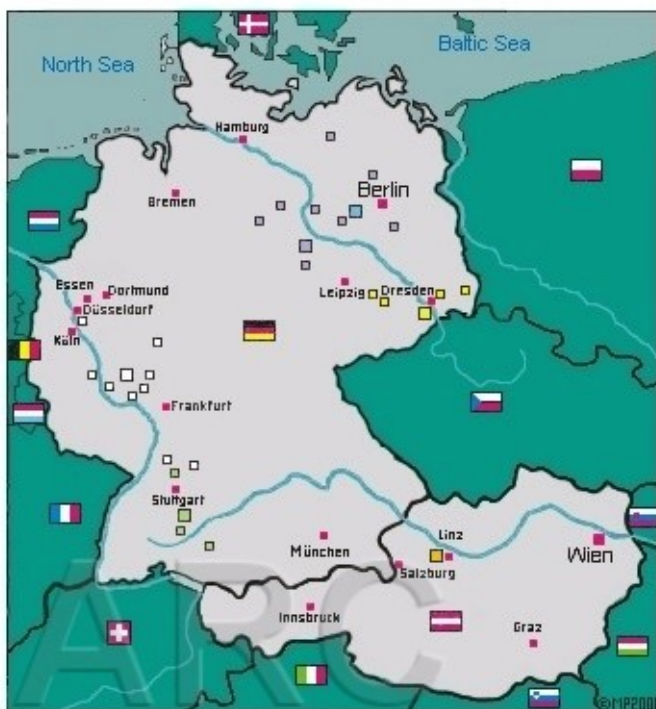 North Sea
Baltic Sea
Hamburg
Bremen
Berlin
Essen
Dortmund
Düsseldorf
Köln
Leipzig
Dresden
Frankfurt
Stuttgart
München
Linz
Wien
Salzburg
Innsbruck
Graz
ARC